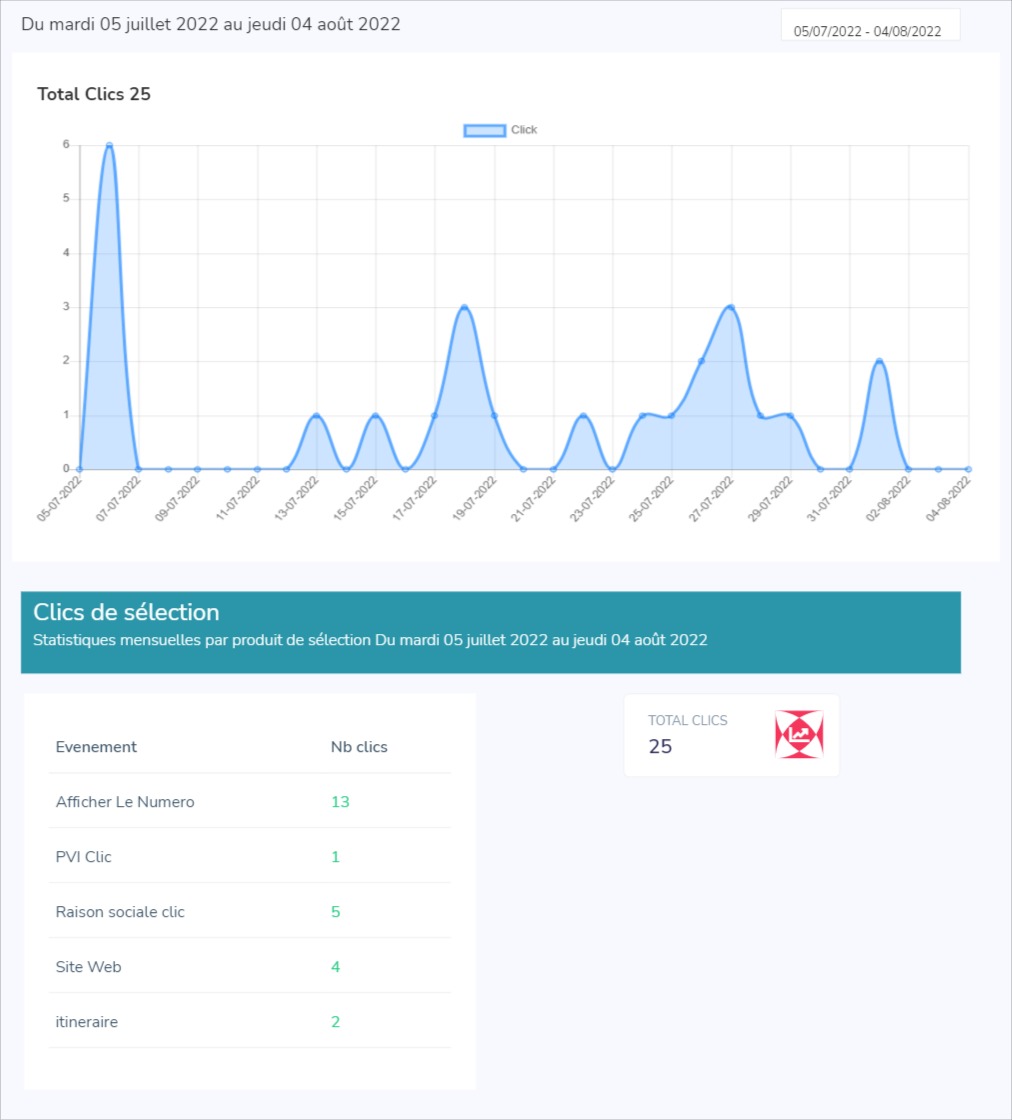 Du mardi 05 juillet 2022 au jeudi 04 août 2022
05/07/2022 - 04/08/2022
Total Clics 25
Click
6
5
4
3
2
1
0
05-07-2022
07-07-2022
09-07-2022
11-07-2022
13-07-2022
15-07-2022
17-07-2022
19-07-2022
21-07-2022
23-07-2022
25-07-2022
27-07-2022
29-07-2022
31-07-2022
02-08-2022
04-08-2022
Clics de sélection
Statistiques mensuelles par produit de sélection Du mardi 05 juillet 2022 au jeudi 04 août 2022
TOTAL CLICS
25
Evenement Nb clics
Afficher Le Numero 13
PVI Clic 1
Raison sociale clic 5
Site Web 4
itineraire 2